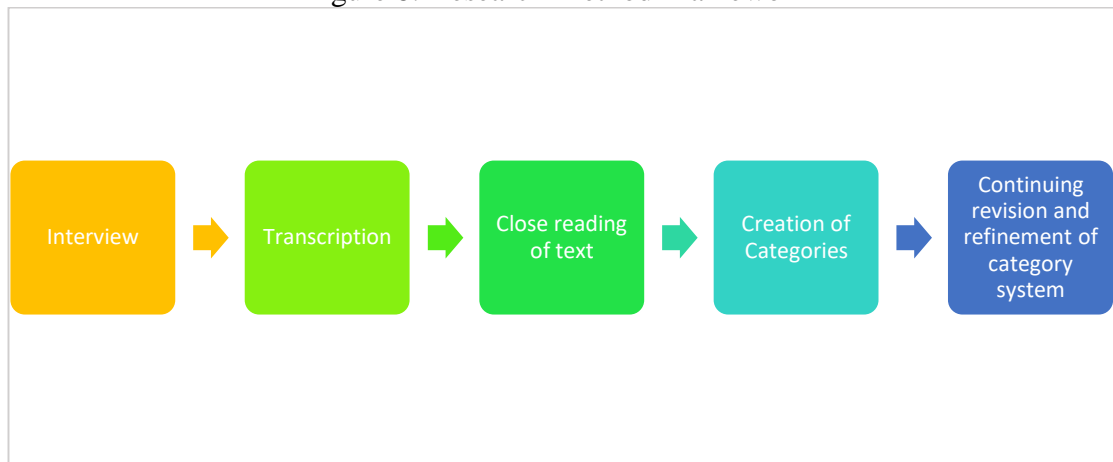 Interview
Transcription
Close reading
of text
Creation of
Categories
Continuing
revision and
refinement of
category
system